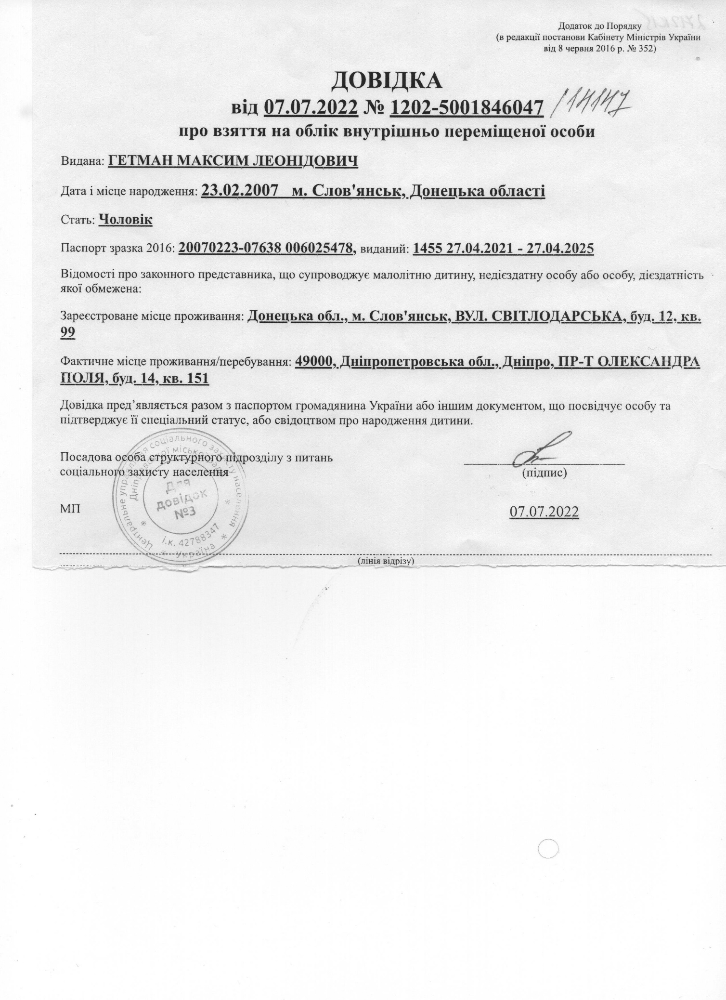 Додаток до Порядку
(в редакції постанови Кабінету Міністрів України
від 8 червня 2016 р. № 352)
ДОВІДКА
від 07.07.2022 № 1202-5001846047 /14147
про взяття на облік внутрішньо переміщеної особи
Видана: ГЕТМАН МАКСИМ ЛЕОНІДОВИЧ
Дата і місце народження: 23.02.2007 м. Слов'янськ, Донецька області
Стать: Чоловік
Паспорт зразка 2016: 20070223-07638 006025478, виданий: 1455 27.04.2021 - 27.04.2025
Відомості про законного представника, що супроводжує малолітню дитину, недієздатну особу або особу, дієздатність
якої обмежена:
Зареєстроване місце проживання: Донецька обл., м. Слов'янськ, ВУЛ. СВІТЛОДАРСЬКА, буд. 12, кв.
99
Фактичне місце проживання/перебування: 49000, Дніпропетровська обл., Дніпро, ПР-Т ОЛЕКСАНДРА
ПОЛЯ, буд. 14, кв. 151
Довідка пред’являється разом з паспортом громадянина України або іншим документом, що посвідчує особу та
підтверджує її спеціальний статус, або свідоцтвом про народження дитини.
Посадова особа структурного підрозділу з питань
соціального захисту населення
(підпис)
МП
07.07.2022
Центральне управління соціального захисту населення
Дніпровської міської ради
Для
довідок
№3
і.к. 42788347
* Україна *
(лінія відрізу)